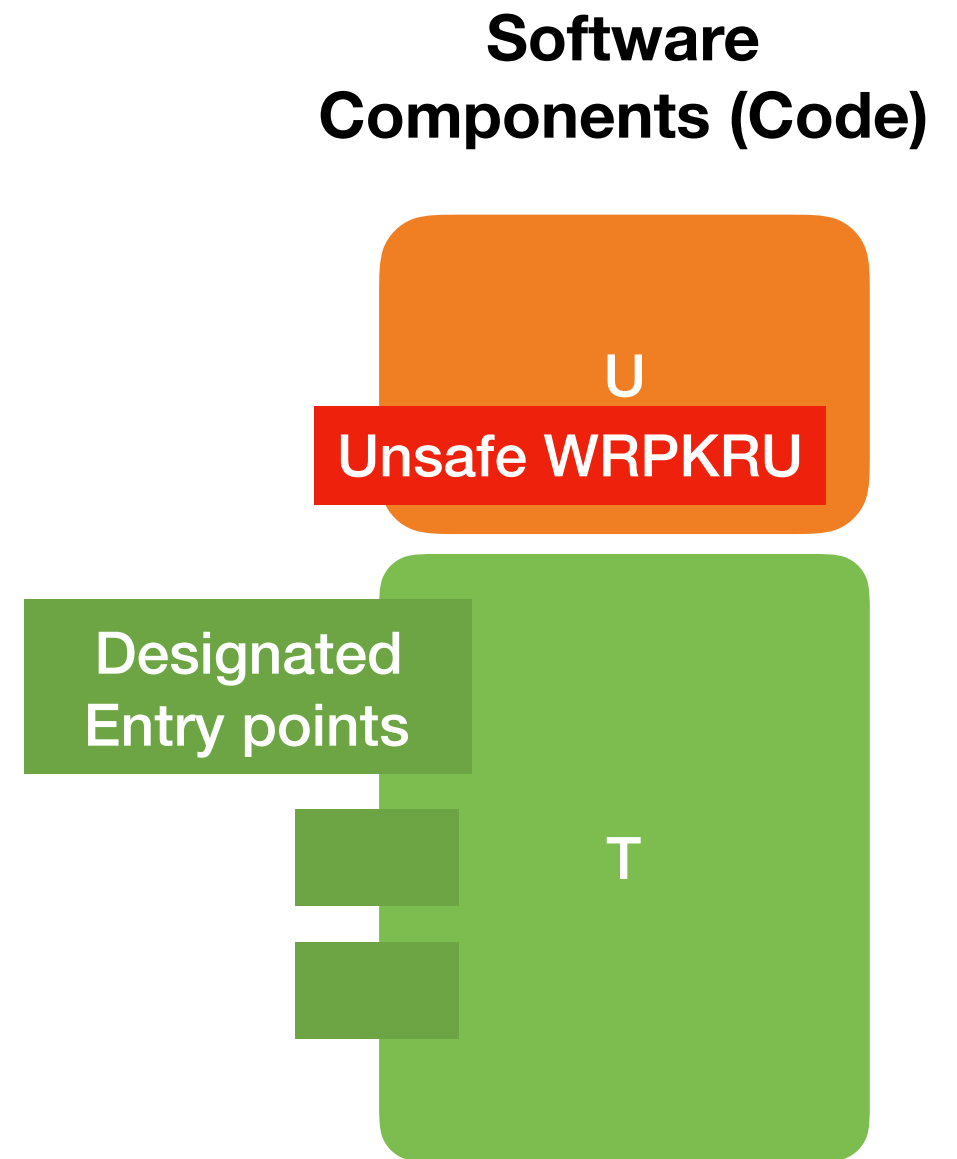 Software
Components (Code)
U
Unsafe WRPKRU
Designated
Entry points
T